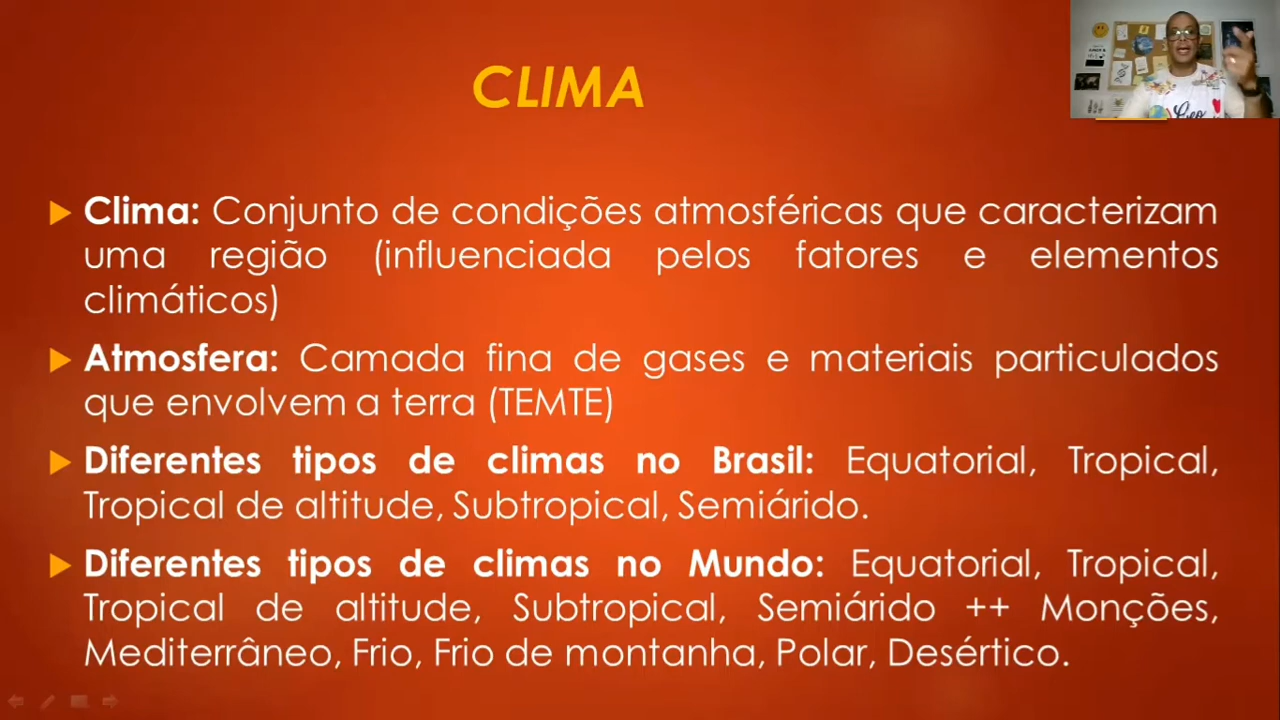 CLIMA
Clima: Conjunto de condições atmosféricas que caracterizam
uma região (influenciada pelos fatores e elementos
climáticos)
Atmosfera: Camada fina de gases e materiais particulados
que envolvem a terra (TEMTE)
Diferentes tipos de climas no Brasil: Equatorial, Tropical,
Tropical de altitude, Subtropical, Semiárido.
Diferentes tipos de climas no Mundo: Equatorial, Tropical,
Tropical de altitude, Subtropical, Semiárido ++ Monções,
Mediterrâneo, Frio, Frio de montanha, Polar, Desértico.